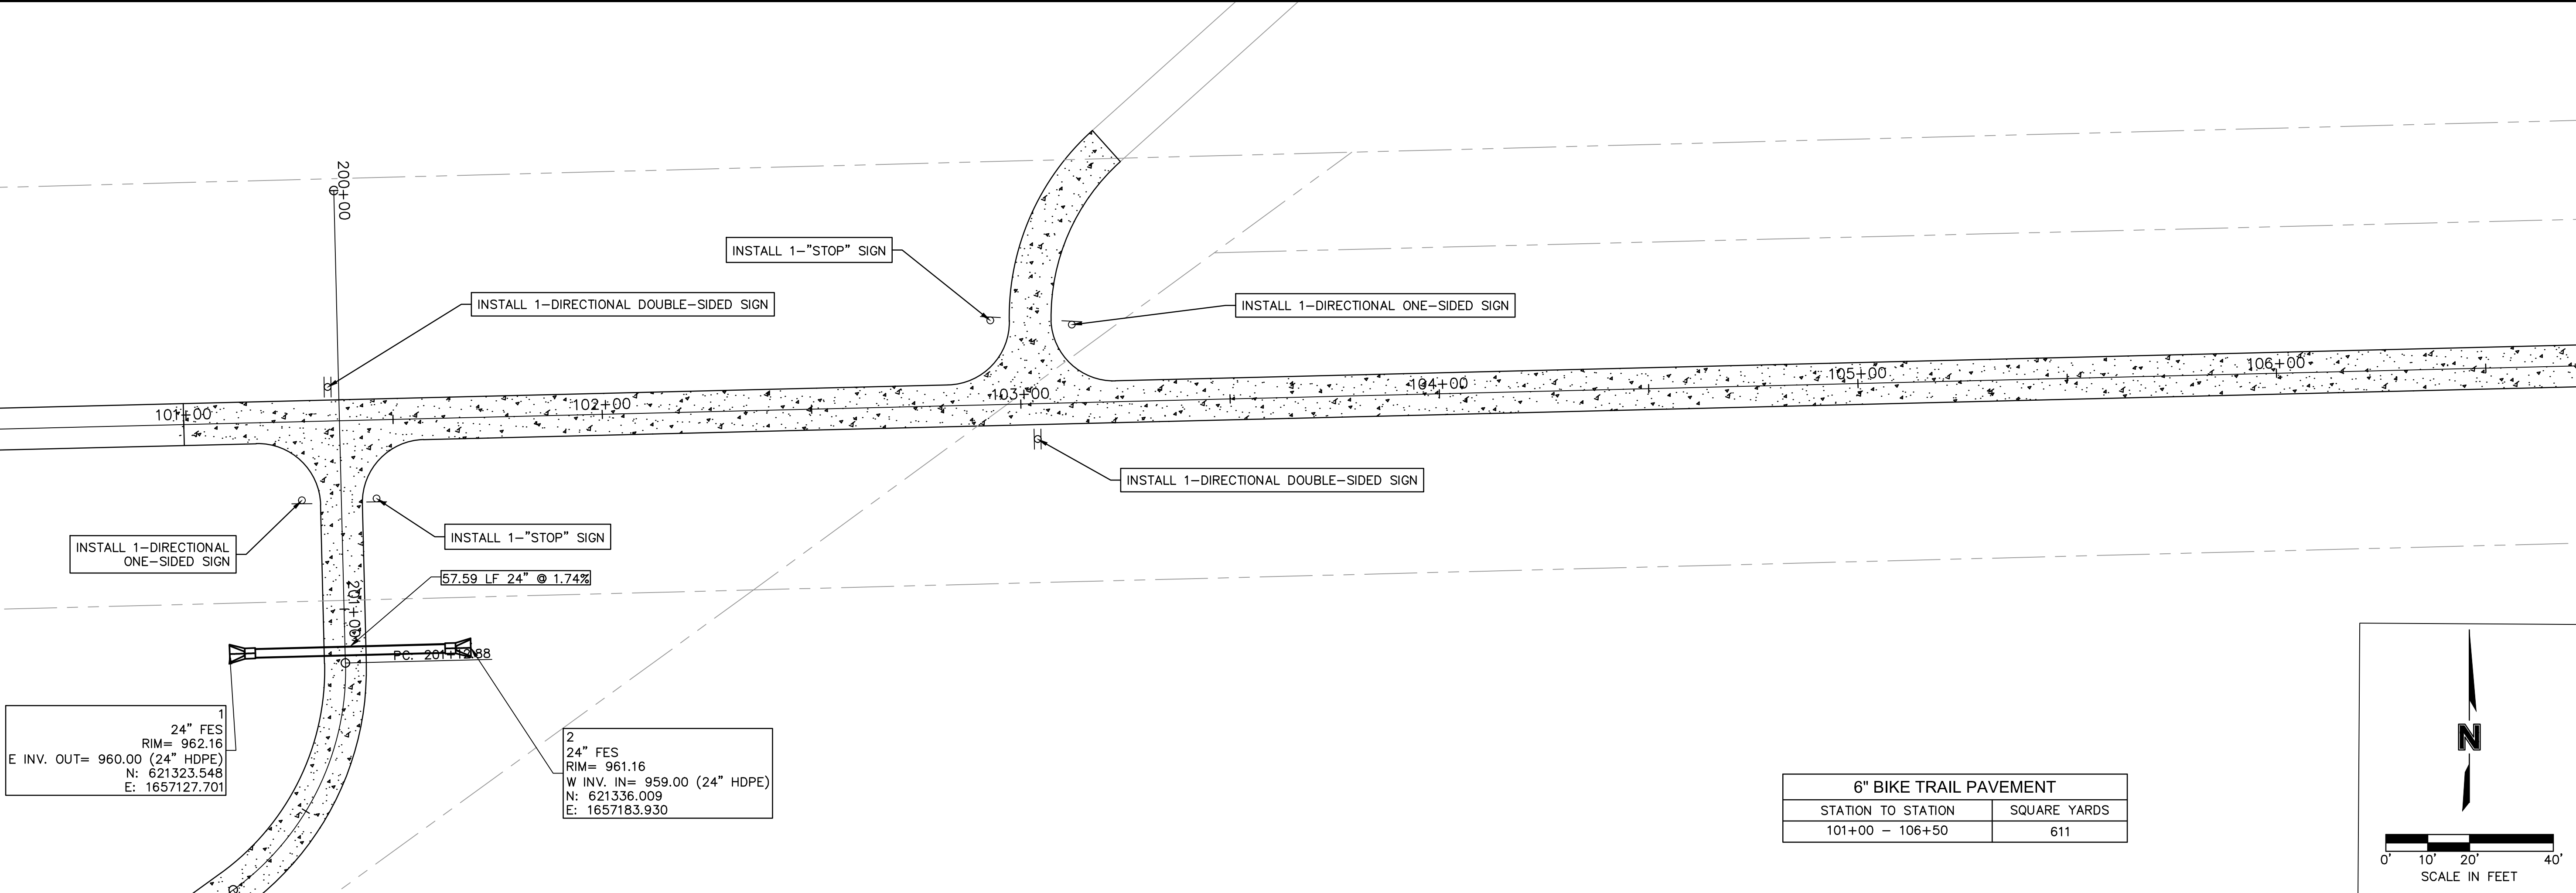 200+00
INSTALL 1-"STOP" SIGN
INSTALL 1-DIRECTIONAL DOUBLE-SIDED SIGN
INSTALL 1-DIRECTIONAL ONE-SIDED SIGN
101+00
102+00
103+00
104+00
105+00
106+00
INSTALL 1-DIRECTIONAL DOUBLE-SIDED SIGN
INSTALL 1-DIRECTIONAL
ONE-SIDED SIGN
INSTALL 1-"STOP" SIGN
57.59 LF 24" @ 1.74%
201+00
PC: 201+12.88
1
24" FES
RIM= 962.16
E INV. OUT= 960.00 (24" HDPE)
N: 621323.548
E: 1657127.701
2
24" FES
RIM= 961.16
W INV. IN= 959.00 (24" HDPE)
N: 621336.009
E: 1657183.930
6" BIKE TRAIL PAVEMENT
STATION TO STATION SQUARE YARDS
101+00 - 106+50 611
N
0' 10' 20' 40'
SCALE IN FEET